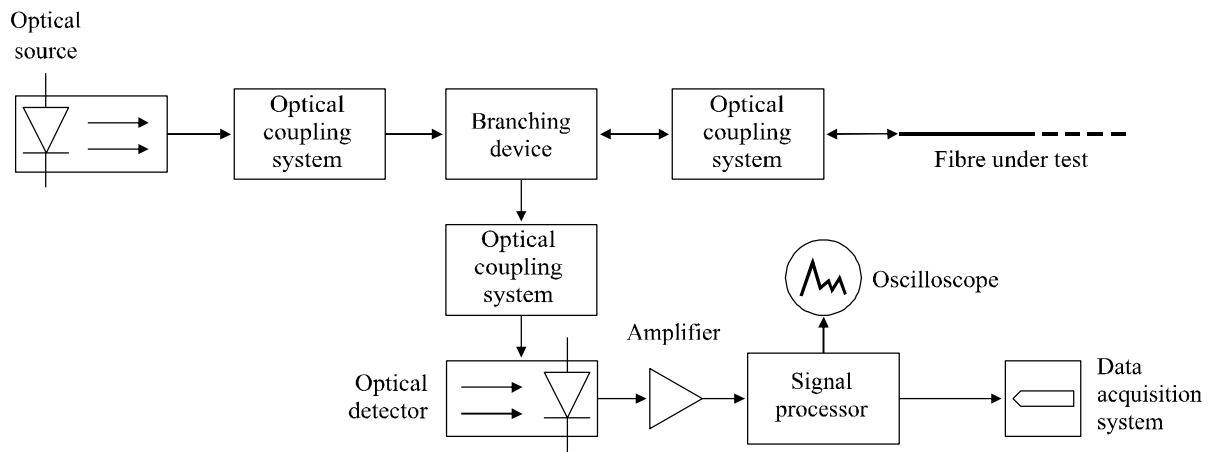 Optical
source
Optical
coupling
system
Branching
device
Optical
coupling
system
Fibre under test
Optical
coupling
system
Oscilloscope
Amplifier
Optical
detector
Signal
processor
Data
acquisition
system